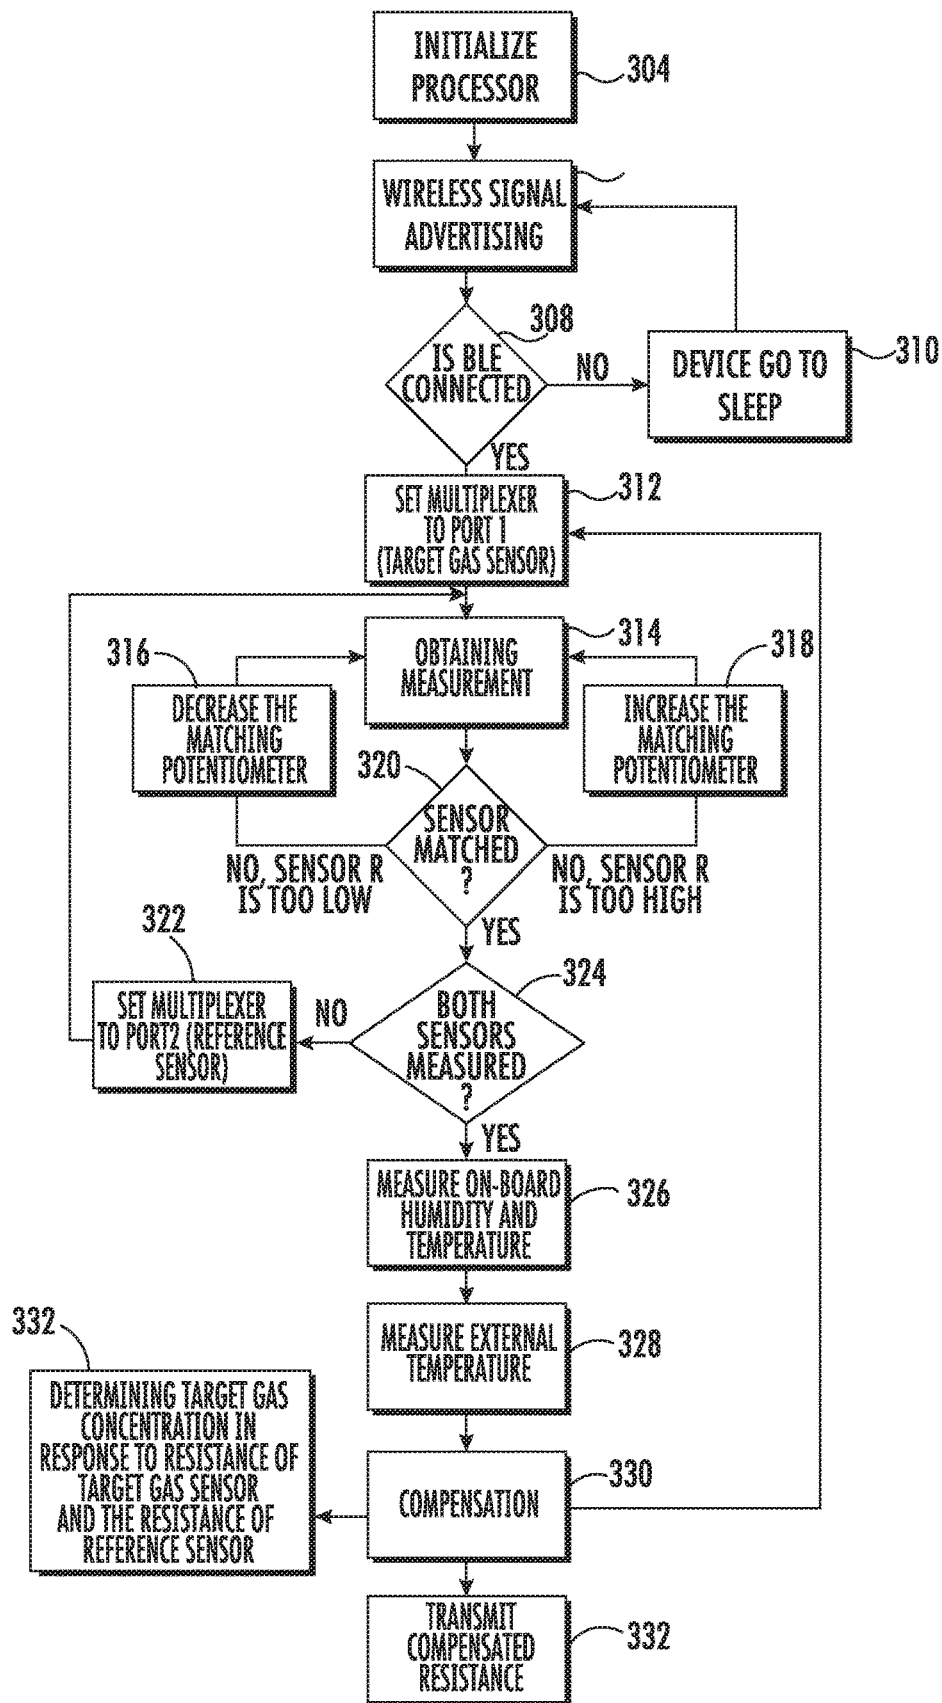 INITIALIZE
PROCESSOR
304
WIRELESS SIGNAL
ADVERTISING
308
IS BLE
CONNECTED
NO
DEVICE GO TO
SLEEP
310
YES
SET MULTIPLEXER
TO PORT 1
(TARGET GAS SENSOR)
312
OBTAINING
MEASUREMENT
314
316
DECREASE THE
MATCHING
POTENTIOMETER
318
INCREASE THE
MATCHING
POTENTIOMETER
320
SENSOR
MATCHED
?
NO, SENSOR R
IS TOO LOW
NO, SENSOR R
IS TOO HIGH
YES
322
SET MULTIPLEXER
TO PORT2 (REFERENCE
SENSOR)
NO
324
BOTH
SENSORS
MEASURED
?
YES
MEASURE ON-BOARD
HUMIDITY AND
TEMPERATURE
326
MEASURE EXTERNAL
TEMPERATURE
328
332
DETERMINING TARGET GAS
CONCENTRATION IN
RESPONSE TO RESISTANCE OF
TARGET GAS SENSOR
AND THE RESISTANCE OF
REFERENCE SENSOR
COMPENSATION
330
TRANSMIT
COMPENSATED
RESISTANCE
332